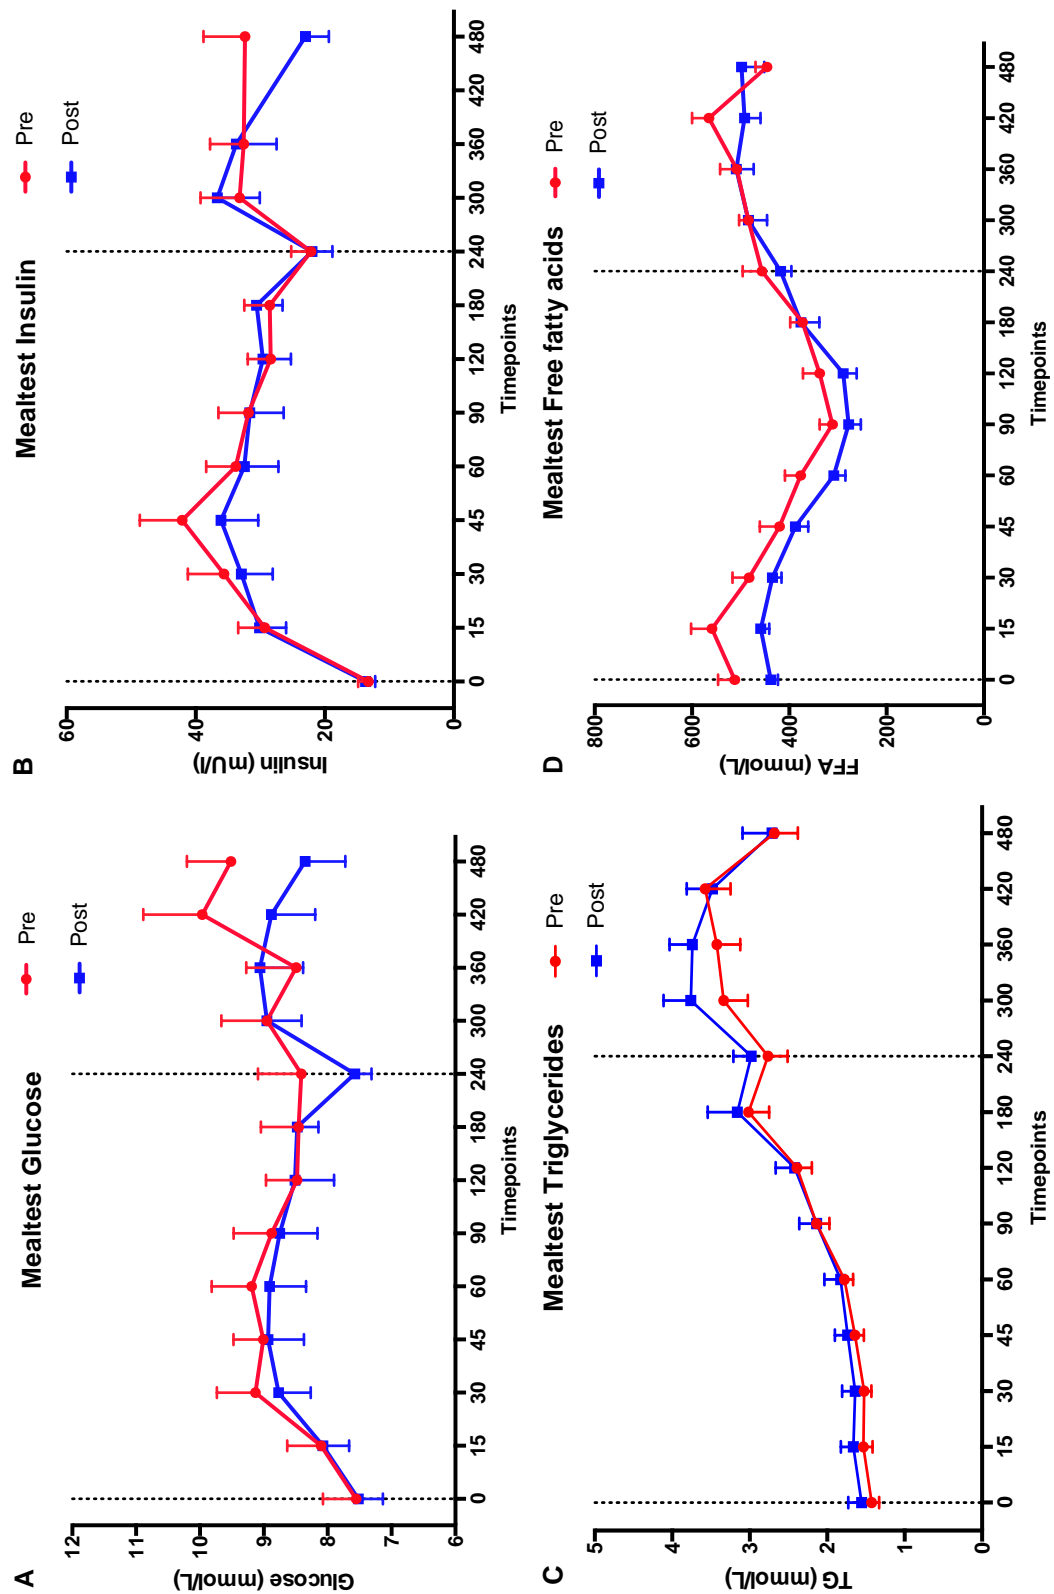 A
Mealtest Glucose
Pre
Post
Glucose (mmol/L)
12
11
10
9
8
7
6
0 15 30 45 60 90 120 180 240 300 360 420 480
Timepoints
B
Mealtest Insulin
Pre
Post
Insulin (mU/l)
60
40
20
0
0 15 30 45 60 90 120 180 240 300 360 420 480
Timepoints
C
Mealtest Triglycerides
Pre
Post
TG (mmol/L)
5
4
3
2
1
0
0 15 30 45 60 90 120 180 240 300 360 420 480
Timepoints
D
Mealtest Free fatty acids
Pre
Post
FFA (mmol/L)
800
600
400
200
0
0 15 30 45 60 90 120 180 240 300 360 420 480
Timepoints